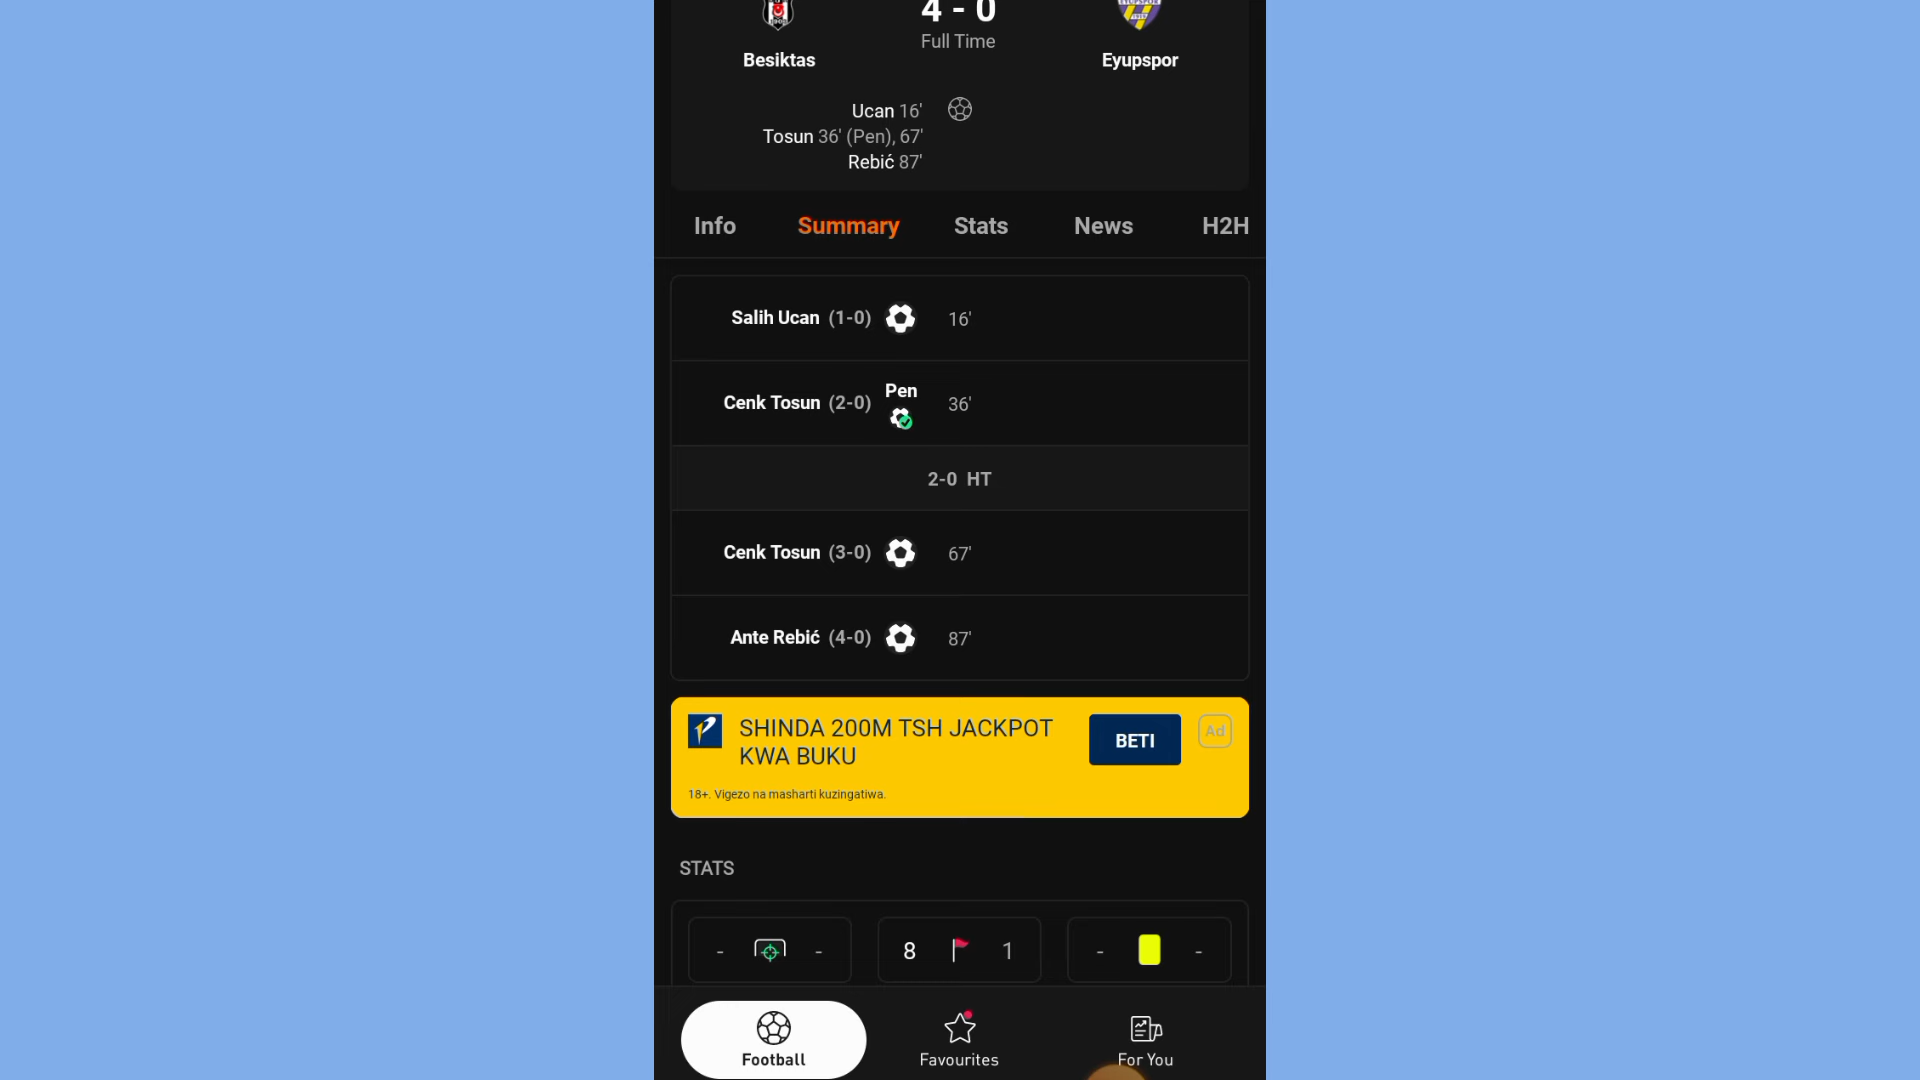 4 - 0
Full Time
Besiktas
Eyupspor
Ucan 16'
Tosun 36' (Pen), 67'
Rebić 87'
Info Summary Stats News H2H
Salih Ucan (1-0) 16'
Pen
Cenk Tosun (2-0) 36'
2-0 HT
Cenk Tosun (3-0) 67'
Ante Rebić (4-0) 87'
SHINDA 200M TSH JACKPOT
KWA BUKU
BETI
Ad
18+. Vigezo na masharti kuzingatiwa.
STATS
- - 8 1 - -
Football Favourites For You